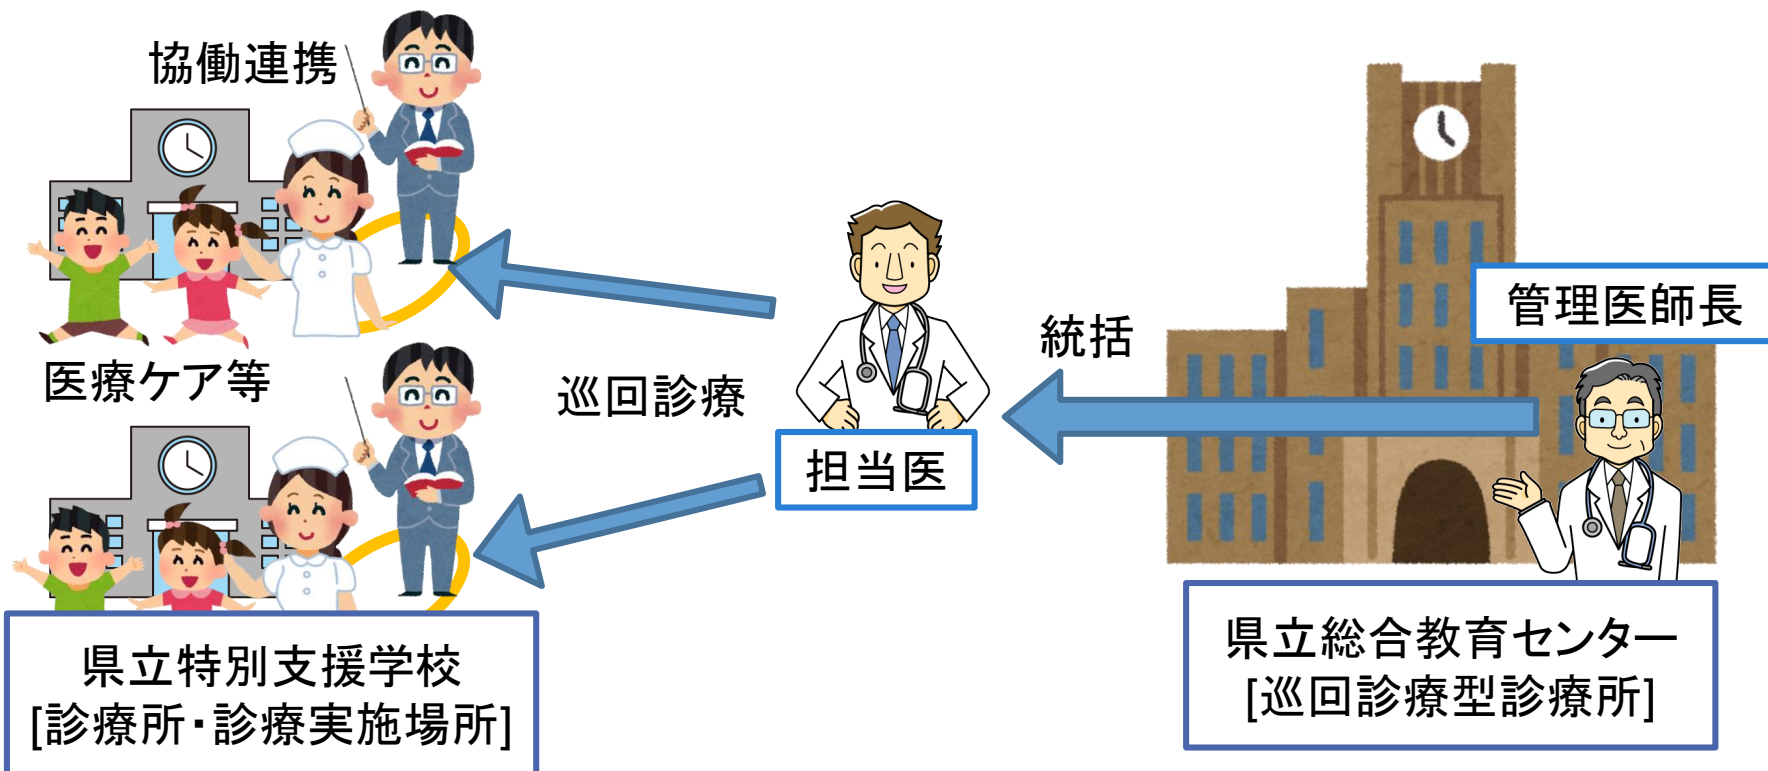 協働連携
医療ケア等
県立特別支援学校
[診療所・診療実施場所]
巡回診療
担当医
統括
管理医師長
県立総合教育センター
[巡回診療型診療所]